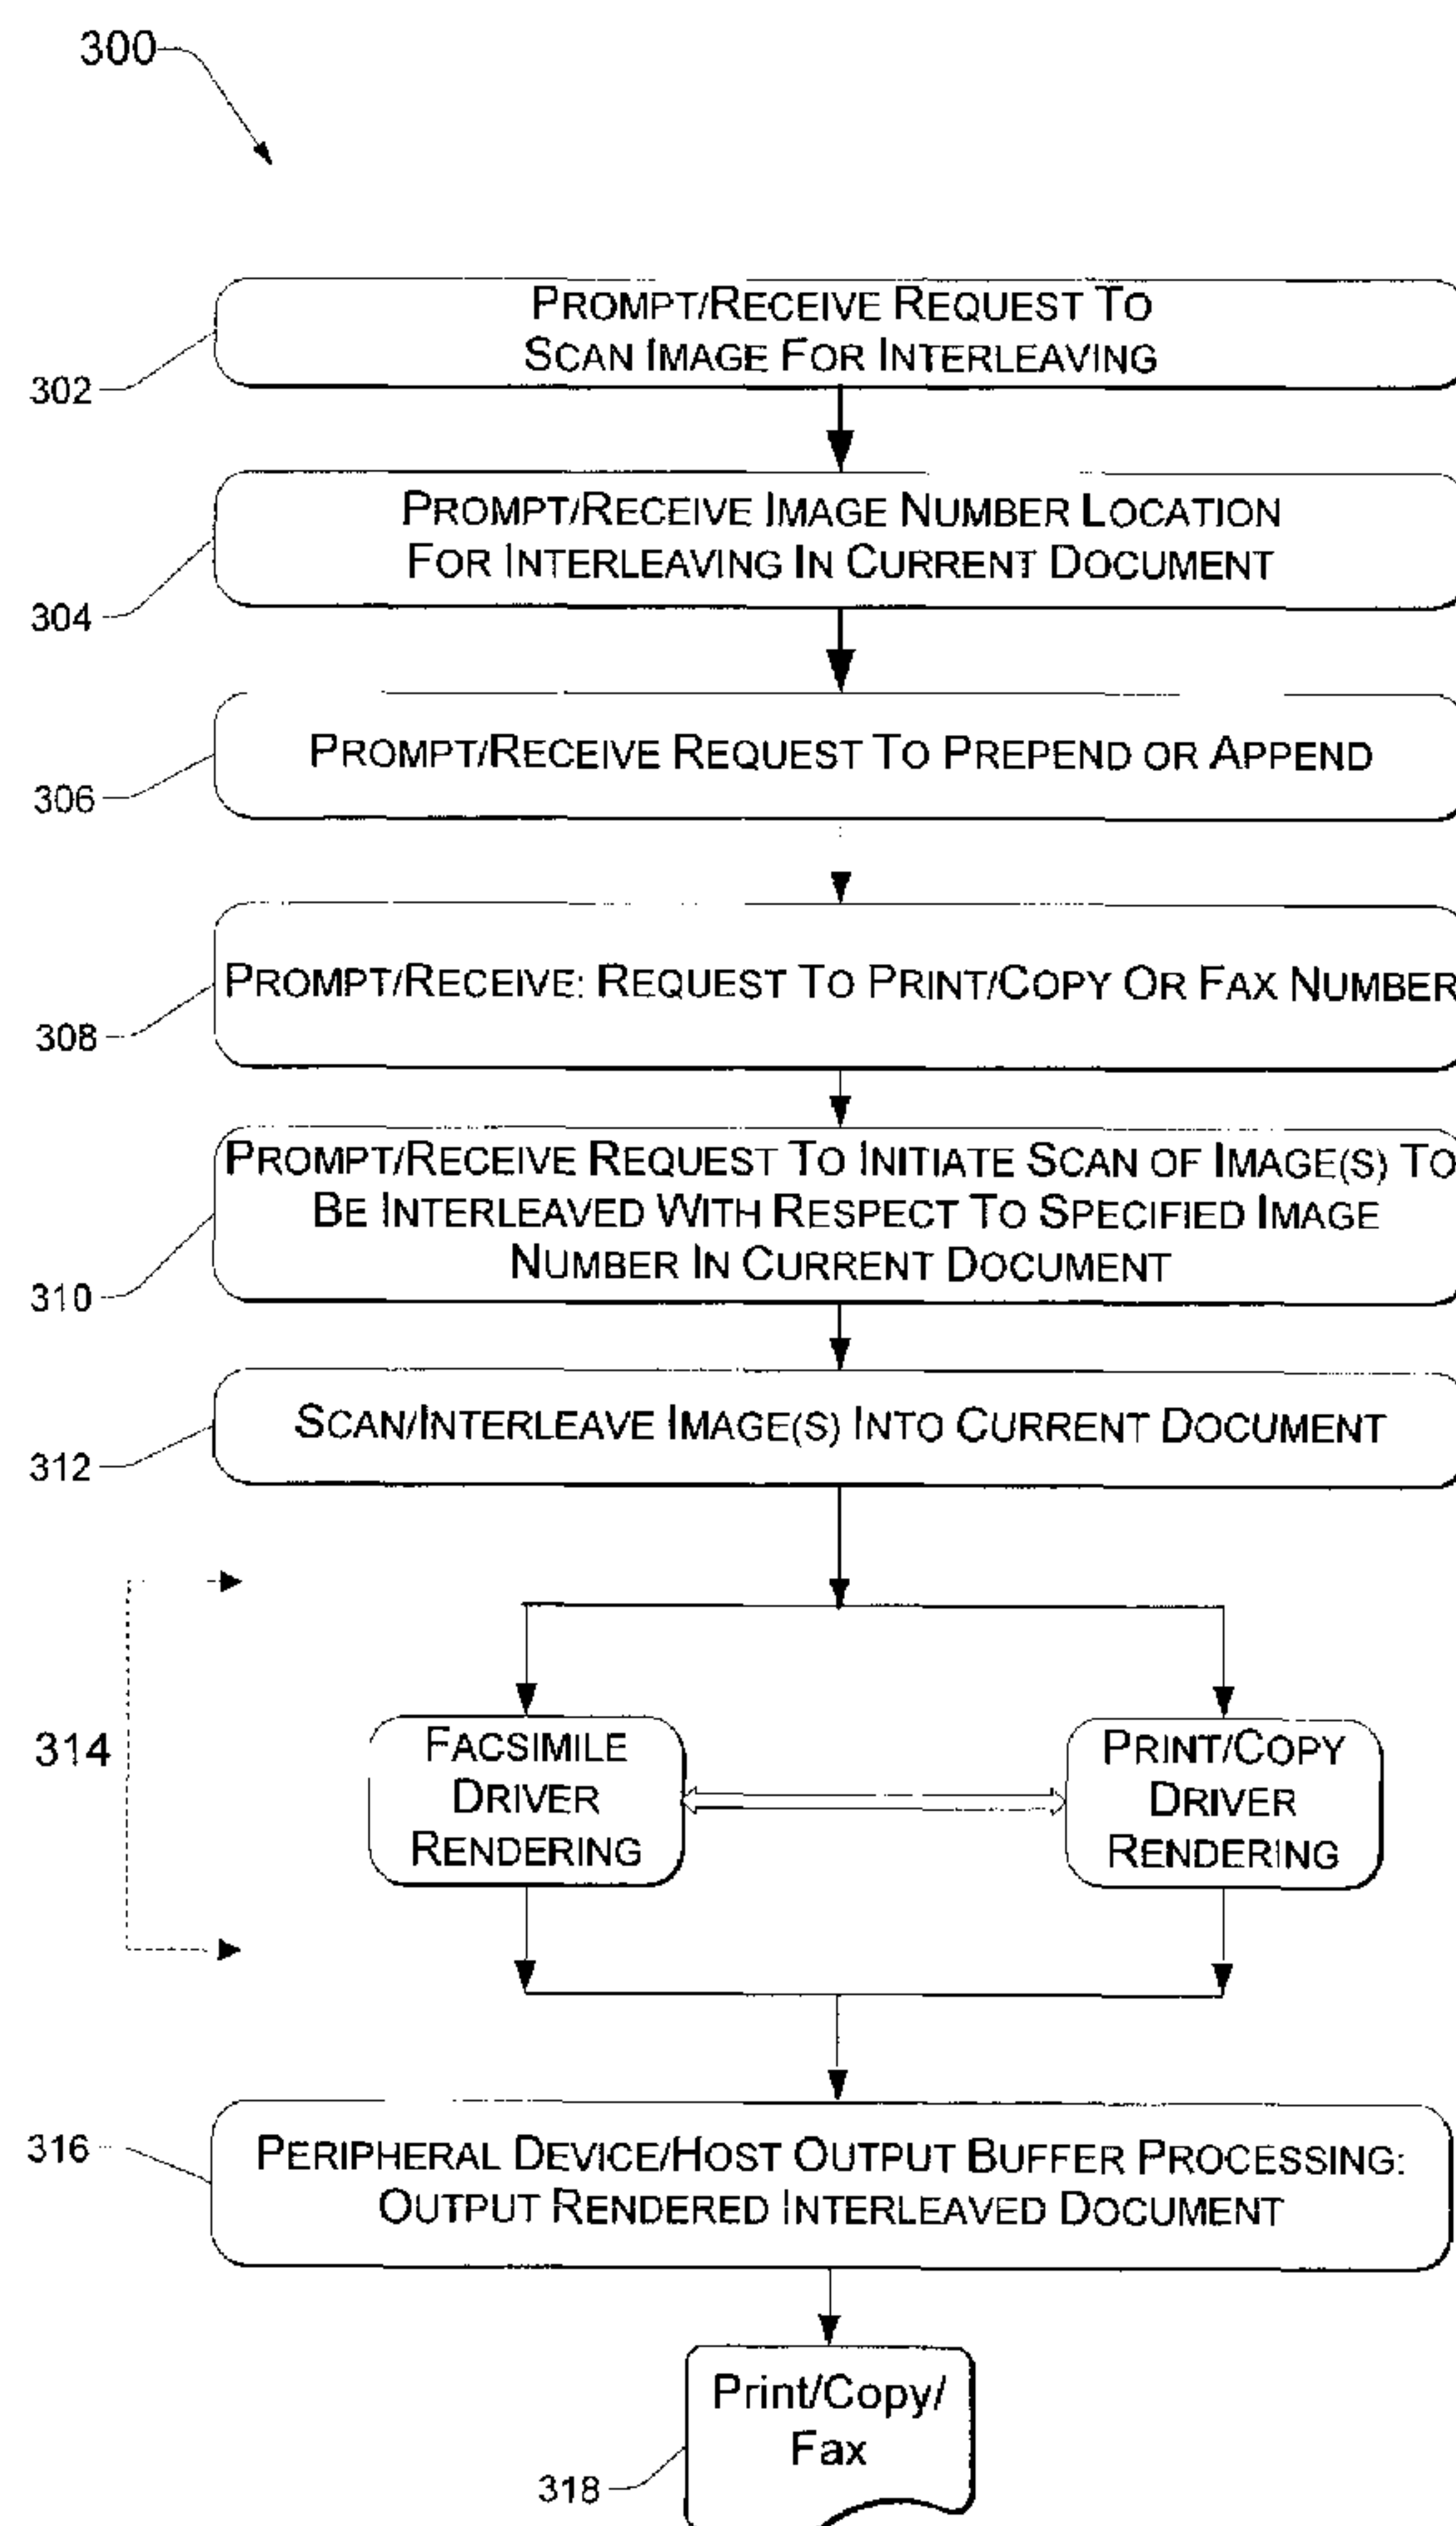 300
PROMPT/RECEIVE REQUEST TO
SCAN IMAGE FOR INTERLEAVING
302
PROMPT/RECEIVE IMAGE NUMBER LOCATION
FOR INTERLEAVING IN CURRENT DOCUMENT
304
PROMPT/RECEIVE REQUEST TO PREPEND OR APPEND
306
PROMPT/RECEIVE: REQUEST TO PRINT/COPY OR FAX NUMBER
308
PROMPT/RECEIVE REQUEST TO INITIATE SCAN OF IMAGE(S) TO
BE INTERLEAVED WITH RESPECT TO SPECIFIED IMAGE
NUMBER IN CURRENT DOCUMENT
310
SCAN/INTERLEAVE IMAGE(S) INTO CURRENT DOCUMENT
312
314
FACSIMILE
DRIVER
RENDERING
PRINT/COPY
DRIVER
RENDERING
316
PERIPHERAL DEVICE/HOST OUTPUT BUFFER PROCESSING:
OUTPUT RENDERED INTERLEAVED DOCUMENT
Print/Copy/
Fax
318